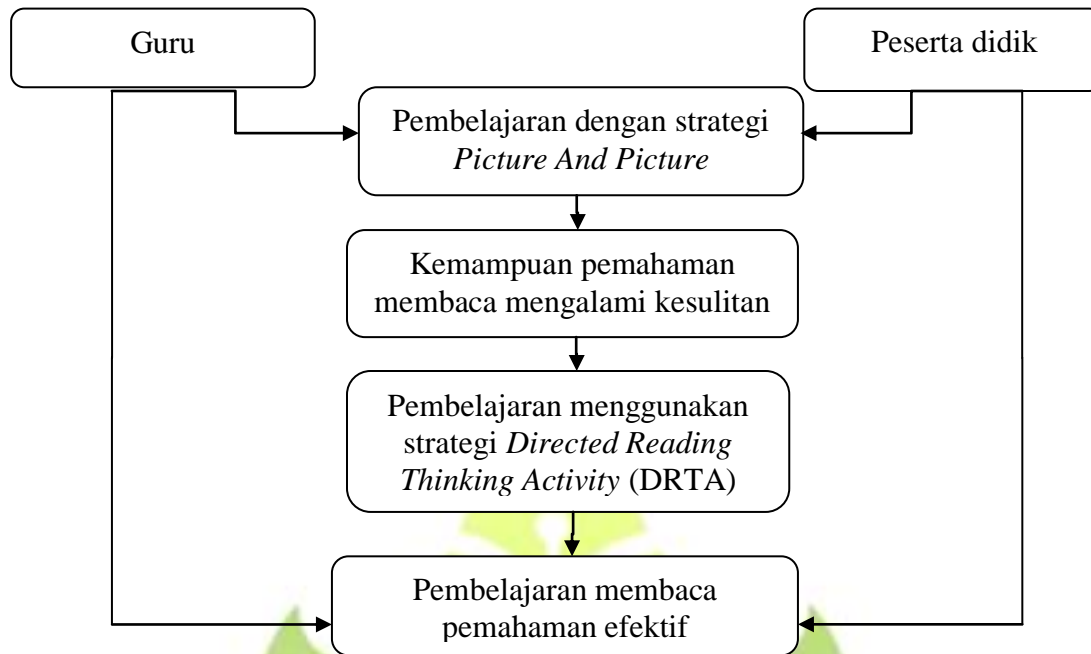 Guru
Peserta didik
Pembelajaran dengan strategi
Picture And Picture
Kemampuan pemahaman
membaca mengalami kesulitan
Pembelajaran menggunakan
strategi Directed Reading
Thinking Activity (DRTA)
Pembelajaran membaca
pemahaman efektif